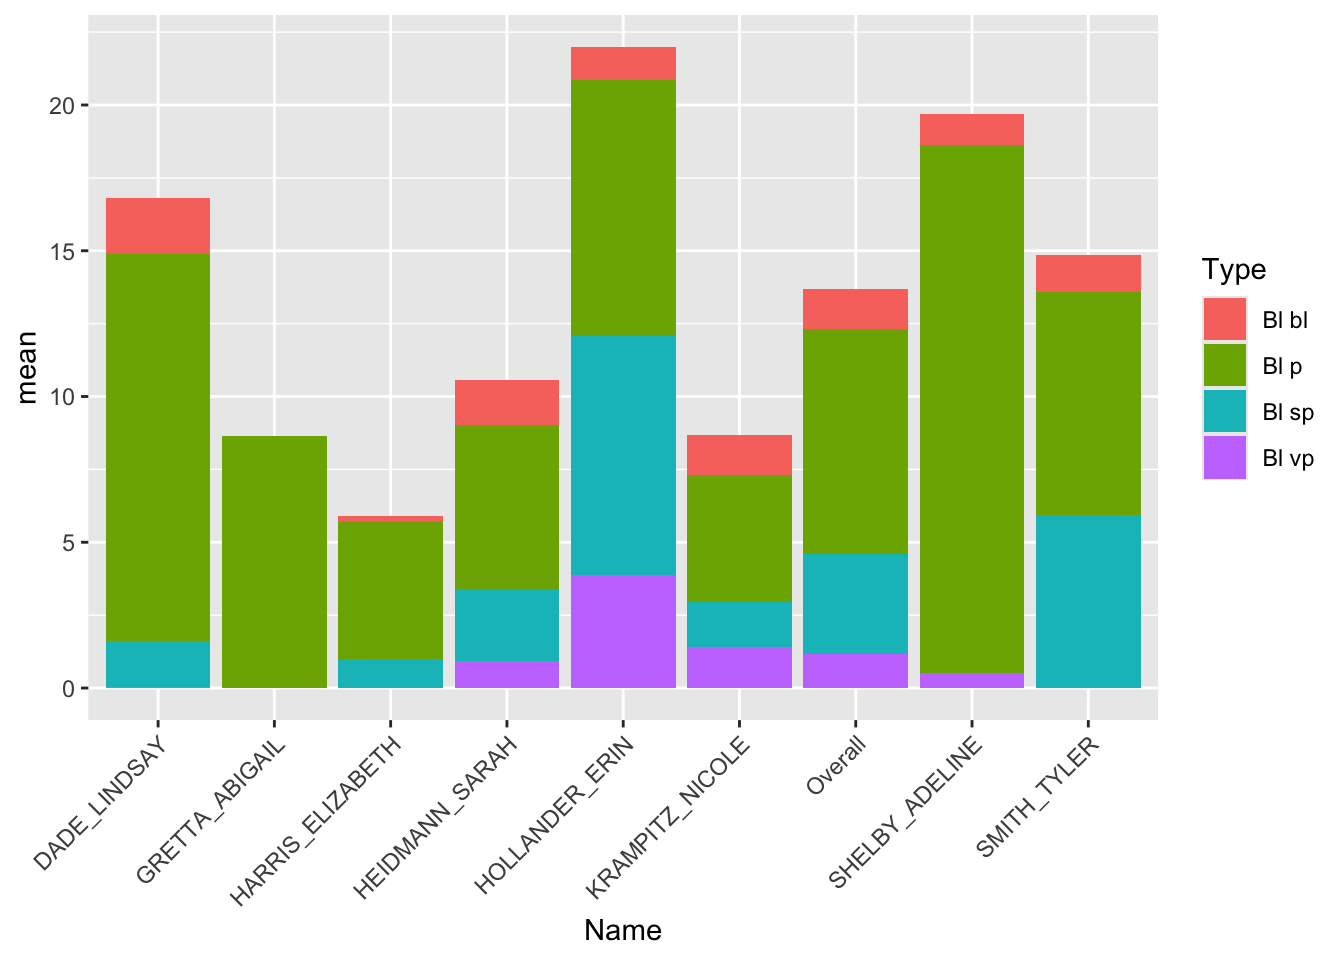 mean
20
15
10
5
0
DADE_LINDSAY
GRETTA_ABIGAIL
HARRIS_ELIZABETH
HEIDMANN_SARAH
HOLLANDER_ERIN
KRAMPITZ_NICOLE
Overall
SHELBY_ADELINE
SMITH_TYLER
Name
Type
Bl bl
Bl p
Bl sp
Bl vp